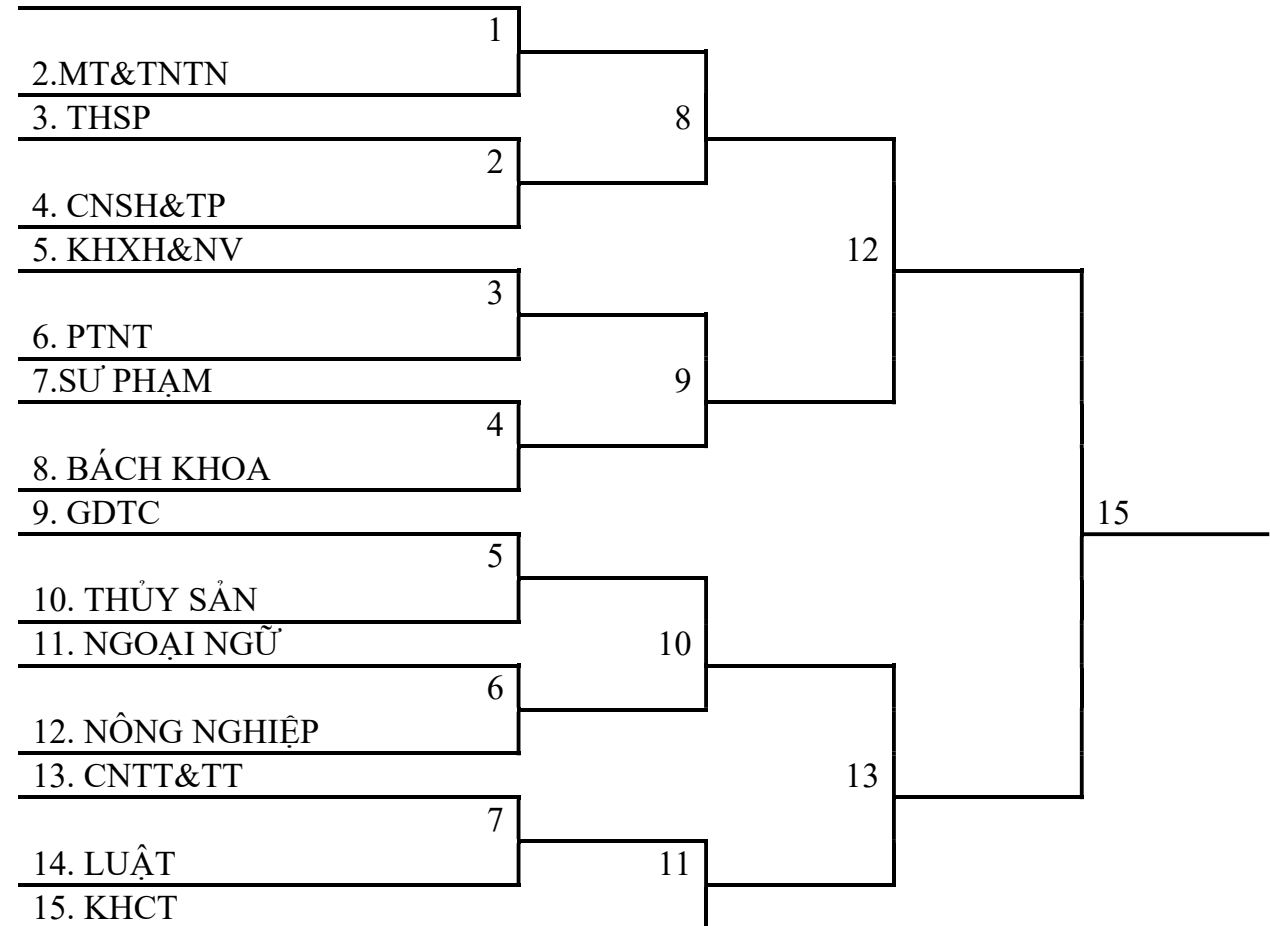 1
2.MT&TNTN
3. THSP
8
2
4. CNSH&TP
5. KHXH&NV
12
3
6. PTNT
7.SƯ PHẠM
9
4
8. BÁCH KHOA
9. GDTC
15
5
10. THỦY SẢN
11. NGOẠI NGỮ
10
6
12. NÔNG NGHIỆP
13. CNTT&TT
13
7
14. LUẬT
11
15. KHCT